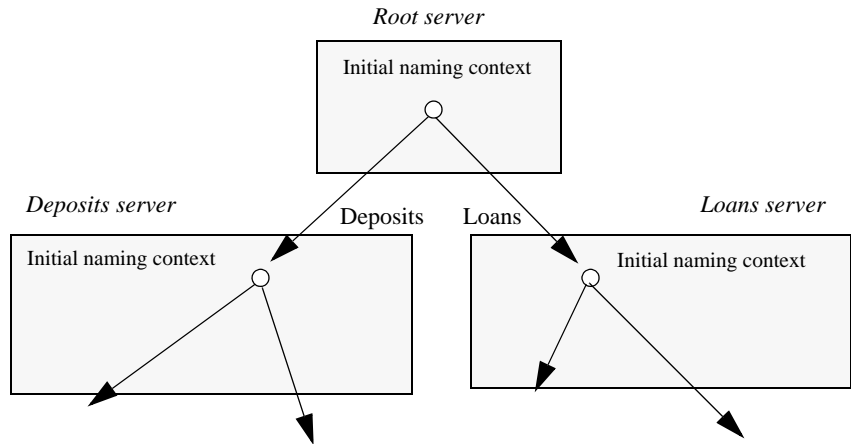 Root server
Initial naming context
Deposits server
Deposits
Loans
Loans server
Initial naming context
Initial naming context